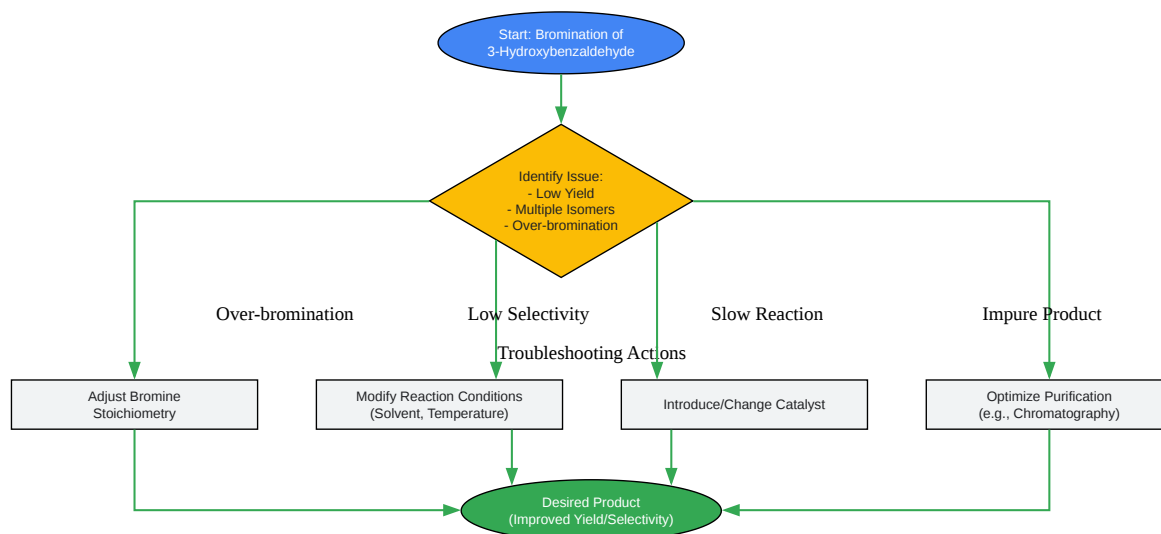 Start: Bromination of
3-Hydroxybenzaldehyde
Identify Issue:
- Low Yield
- Multiple Isomers
- Over-bromination
Over-bromination
Low Selectivity
Slow Reaction
Impure Product
Troubleshooting Actions
Adjust Bromine
Stoichiometry
Modify Reaction Conditions
(Solvent, Temperature)
Introduce/Change Catalyst
Optimize Purification
(e.g., Chromatography)
Desired Product
(Improved Yield/Selectivity)